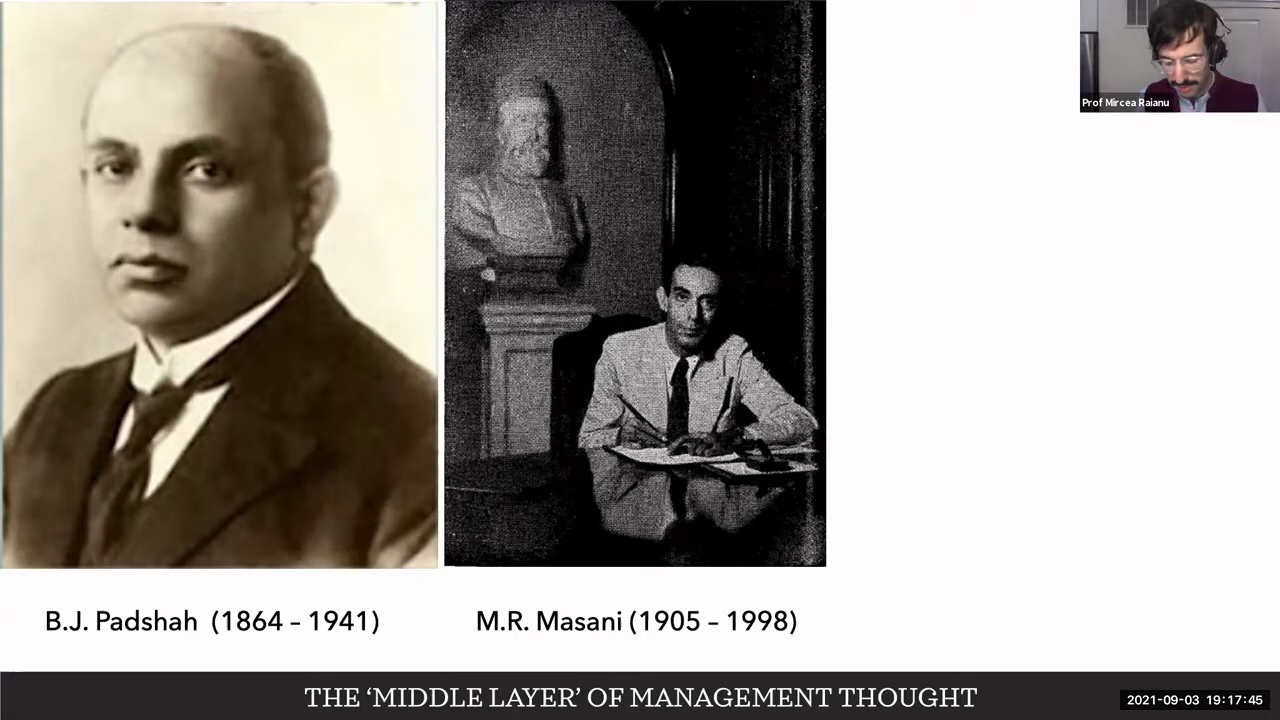 Prof Mircea Raianu
B.J. Padshah (1864 – 1941)
M.R. Masani (1905 – 1998)
THE ‘MIDDLE LAYER’ OF MANAGEMENT THOUGHT
2021-09-03 19:17:45